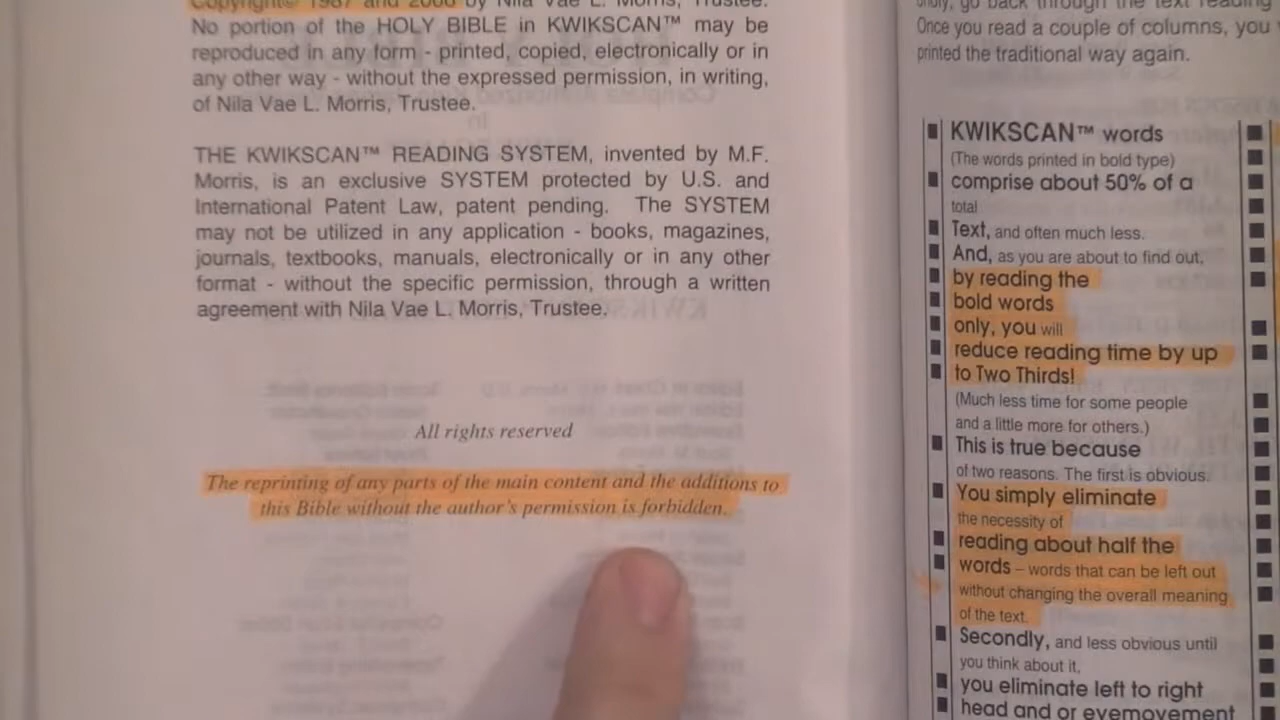 Copyright© 1987 and 2006 by Nila Vae L. Morris, Trustee.
No portion of the HOLY BIBLE in KWIKSCAN™ may be
reproduced in any form - printed, copied, electronically or in
any other way - without the expressed permission, in writing,
of Nila Vae L. Morris, Trustee.
THE KWIKSCAN™ READING SYSTEM, invented by M.F.
Morris, is an exclusive SYSTEM protected by U.S. and
International Patent Law, patent pending. The SYSTEM
may not be utilized in any application - books, magazines,
journals, textbooks, manuals, electronically or in any other
format - without the specific permission, through a written
agreement with Nila Vae L. Morris, Trustee.
All rights reserved
The reprinting of any parts of the main content and the additions to
this Bible without the author's permission is forbidden.
only, go back through the text reading
Once you read a couple of columns, you
printed the traditional way again.
KWIKSCAN™ words
(The words printed in bold type)
comprise about 50% of a
total
Text, and often much less.
And, as you are about to find out,
by reading the
bold words
only, you will
reduce reading time by up
to Two Thirds!
(Much less time for some people
and a little more for others.)
This is true because
of two reasons. The first is obvious.
You simply eliminate
the necessity of
reading about half the
words – words that can be left out
without changing the overall meaning
of the text.
Secondly, and less obvious until
you think about it,
you eliminate left to right
head and or eyemovement